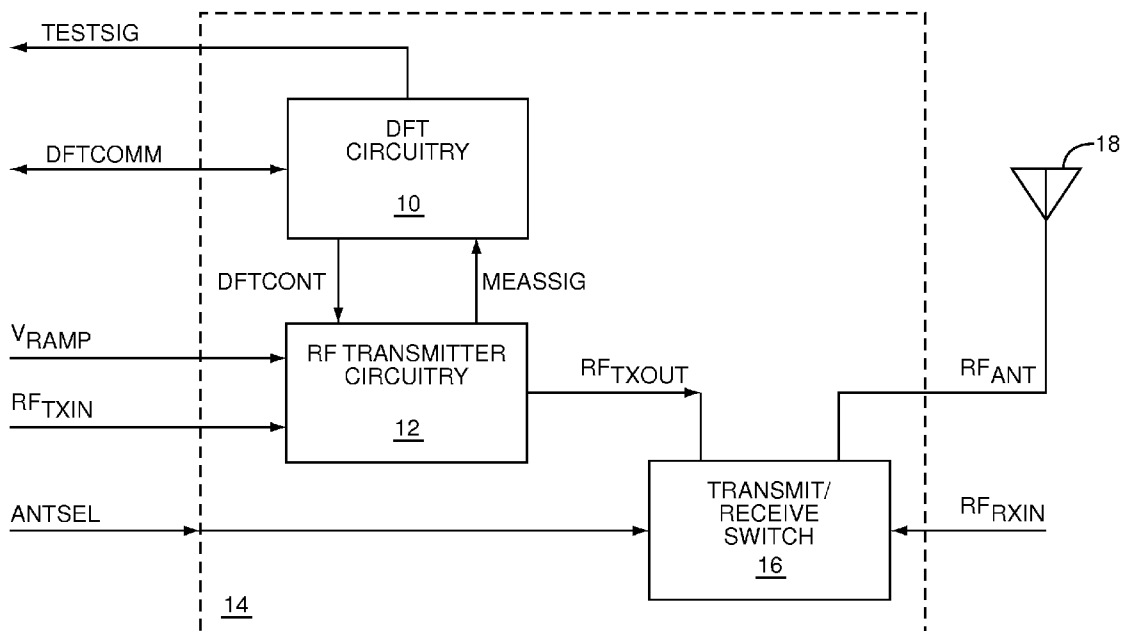 TESTSIG
DFT
CIRCUITRY
10
DFTCOMM
18
DFTCONT
MEASSIG
VRAMP
RF TRANSMITTER
CIRCUITRY
12
RFTXIN
RFTXOUT
RFANT
ANTSEL
TRANSMIT/
RECEIVE
SWITCH
16
RFRXIN
14